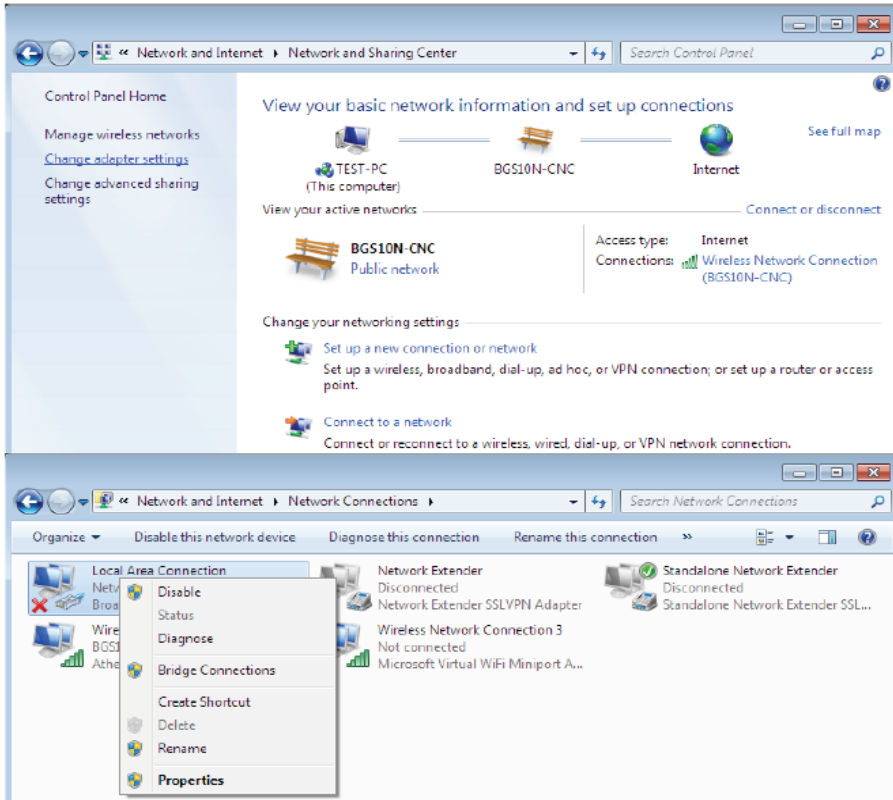 « Network and Internet ▸ Network and Sharing Center
Search Control Panel
Control Panel Home
Manage wireless networks
Change adapter settings
Change advanced sharing
settings
View your basic network information and set up connections
See full map
TEST-PC
(This computer)
BGS10N-CNC
Internet
View your active networks
Connect or disconnect
BGS10N-CNC
Public network
Access type: Internet
Connections: Wireless Network Connection
(BGS10N-CNC)
Change your networking settings
Set up a new connection or network
Set up a wireless, broadband, dial-up, ad hoc, or VPN connection; or set up a router or access
point.
Connect to a network
Connect or reconnect to a wireless, wired, dial-up, or VPN network connection.
« Network and Internet ▸ Network Connections ▸
Search Network Connections
Organize Disable this network device Diagnose this connection Rename this connection »
Local Area Connection
Netw
Broa
Wire
BGS1
Athe
Disable
Status
Diagnose
Bridge Connections
Create Shortcut
Delete
Rename
Properties
Network Extender
Disconnected
Network Extender SSLVPN Adapter
Wireless Network Connection 3
Not connected
Microsoft Virtual WiFi Miniport A...
Standalone Network Extender
Disconnected
Standalone Network Extender SSL...